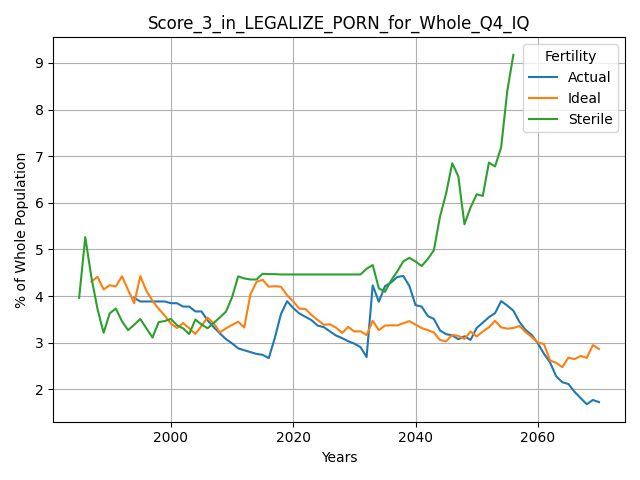 Score_3_in_LEGALIZE_PORN_for_Whole_Q4_IQ
Fertility
Actual
Ideal
Sterile
% of Whole Population
9
8
7
6
5
4
3
2
2000 2020 2040 2060
Years